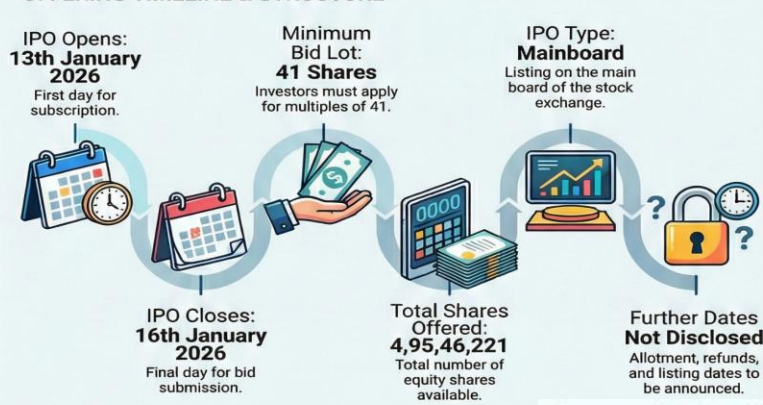 IPO Opens:
13th January
2026
First day for
subscription.
Minimum
Bid Lot:
41 Shares
Investors must apply
for multiples of 41.
IPO Type:
Mainboard
Listing on the main
board of the stock
exchange.
0000
IPO Closes:
16th January
2026
Final day for bid
submission.
Total Shares
Offered:
4,95,46,221
Total number of
equity shares
available.
Further Dates
Not Disclosed
Allotment, refunds,
and listing dates to
be announced.